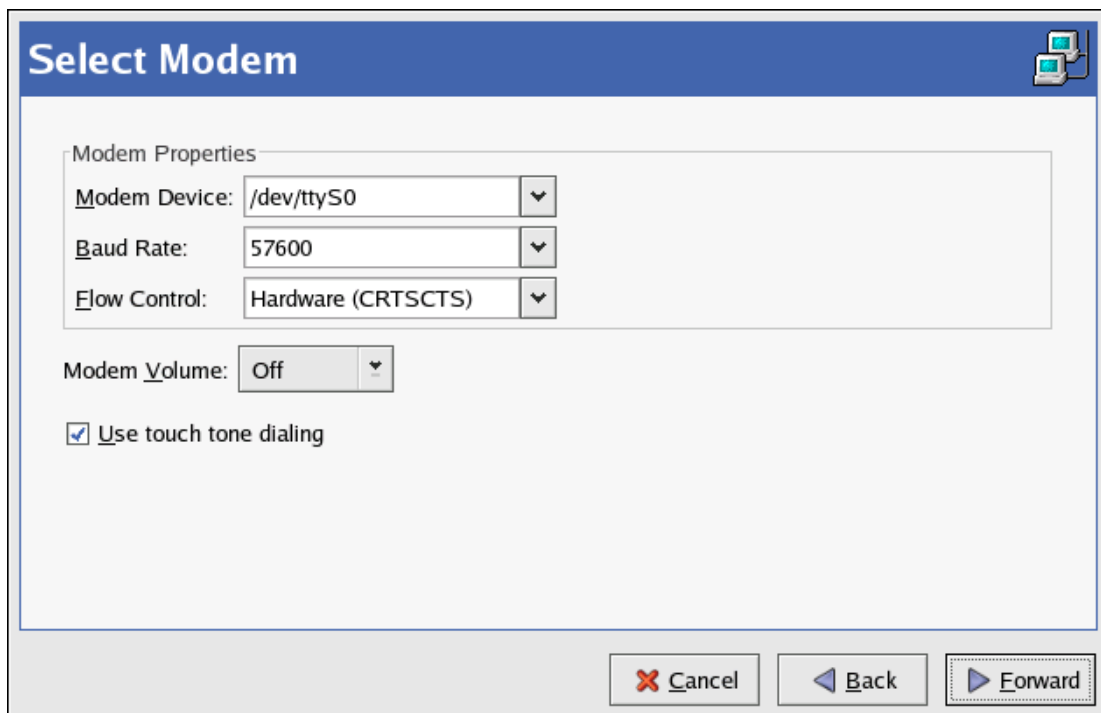 Select Modem
Modem Properties
Modem Device: /dev/ttyS0
Baud Rate: 57600
Flow Control: Hardware (CRTSCTS)
Modem Volume: Off
Use touch tone dialing
Cancel Back Forward